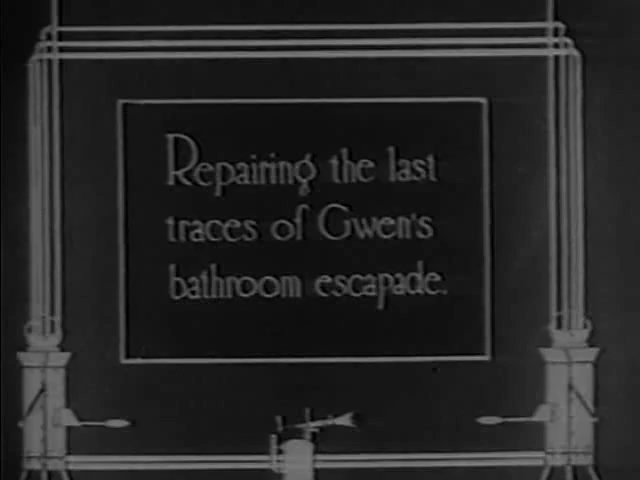 Repairing the last
traces of Gwen's
bathroom escapade.